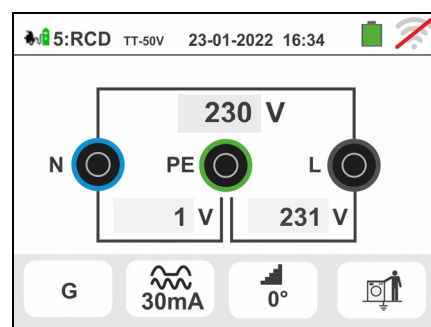 5:RCD TT-50V 23-01-2022 16:34
230 V
N PE L
1 V 231 V
G 30mA 0°